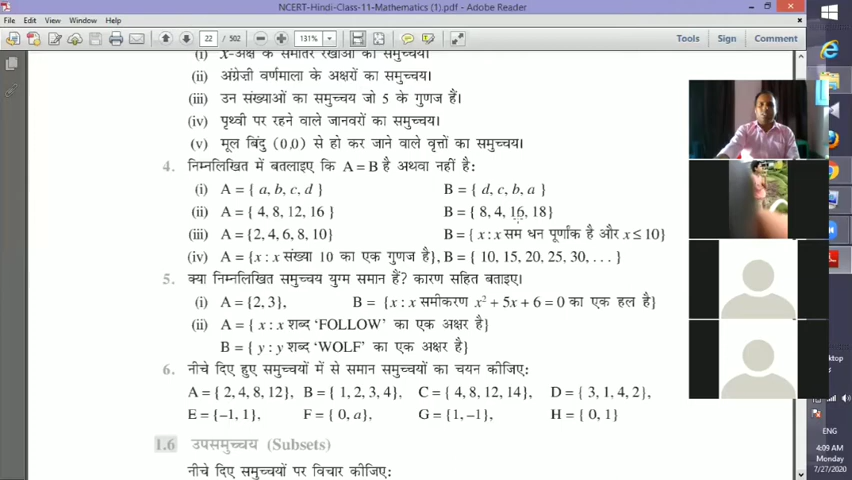 NCERT-Hindi-Class-11-Mathematics (1).pdf - Adobe Reader
File Edit View Window Help
22 / 502 131% Tools Sign Comment
(i) x-अक्ष के समांतर रेखाओं का समुच्चय।
(ii) अंग्रेजी वर्णमाला के अक्षरों का समुच्चय।
(iii) उन संख्याओं का समुच्चय जो 5 के गुणज हैं।
(iv) पृथ्वी पर रहने वाले जानवरों का समुच्चय।
(v) मूल बिंदु (0,0) से हो कर जाने वाले वृत्तों का समुच्चय।
4. निम्नलिखित में बतलाइए कि A = B है अथवा नहीं है:
(i) A = { a, b, c, d } B = { d, c, b, a }
(ii) A = { 4, 8, 12, 16 } B = { 8, 4, 16, 18}
(iii) A = {2, 4, 6, 8, 10} B = { x : x सम धन पूर्णांक है और x ≤ 10}
(iv) A = {x : x संख्या 10 का एक गुणज है}, B = { 10, 15, 20, 25, 30, . . . }
5. क्या निम्नलिखित समुच्चय युग्म समान हैं? कारण सहित बताइए।
(i) A = {2, 3}, B = {x : x समीकरण x² + 5x + 6 = 0 का एक हल है}
(ii) A = { x : x शब्द ‘FOLLOW’ का एक अक्षर है}
B = { y : y शब्द ‘WOLF’ का एक अक्षर है}
6. नीचे दिए हुए समुच्चयों में से समान समुच्चयों का चयन कीजिए:
A = { 2, 4, 8, 12}, B = { 1, 2, 3, 4}, C = { 4, 8, 12, 14}, D = { 3, 1, 4, 2},
E = {–1, 1}, F = { 0, a}, G = {1, –1}, H = { 0, 1}
1.6 उपसमुच्चय (Subsets)
नीचे दिए समुच्चयों पर विचार कीजिए:
ENG
4:09 AM
Monday
7/27/2020